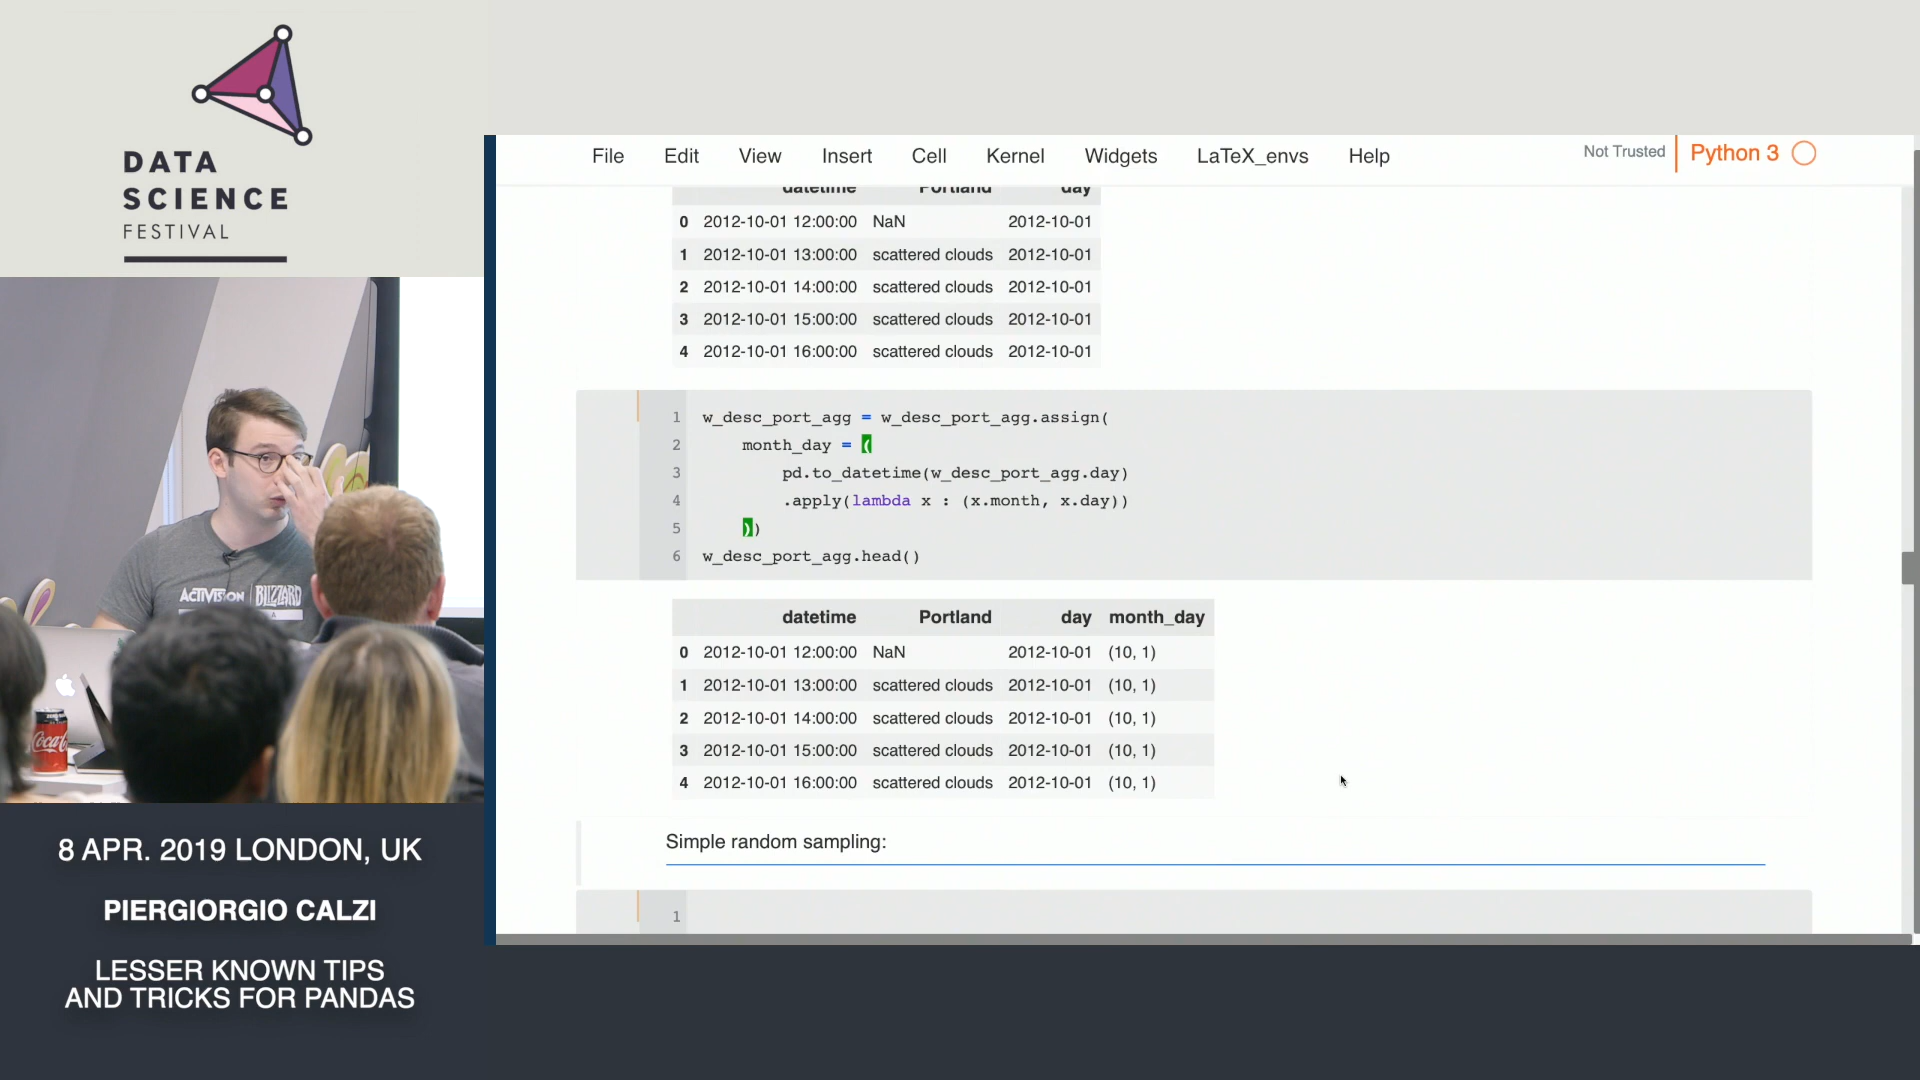 DATA
SCIENCE
FESTIVAL
ACTIVISION | BLIZZARD
Coca
8 APR. 2019 LONDON, UK
PIERGIORGIO CALZI
LESSER KNOWN TIPS
AND TRICKS FOR PANDAS
File Edit View Insert Cell Kernel Widgets LaTeX_envs Help Not Trusted Python 3
datetime Portland day
0 2012-10-01 12:00:00 NaN 2012-10-01
1 2012-10-01 13:00:00 scattered clouds 2012-10-01
2 2012-10-01 14:00:00 scattered clouds 2012-10-01
3 2012-10-01 15:00:00 scattered clouds 2012-10-01
4 2012-10-01 16:00:00 scattered clouds 2012-10-01
1 w_desc_port_agg = w_desc_port_agg.assign(
2 month_day = (
3 pd.to_datetime(w_desc_port_agg.day)
4 .apply(lambda x : (x.month, x.day))
5 ))
6 w_desc_port_agg.head()
datetime Portland day month_day
0 2012-10-01 12:00:00 NaN 2012-10-01 (10, 1)
1 2012-10-01 13:00:00 scattered clouds 2012-10-01 (10, 1)
2 2012-10-01 14:00:00 scattered clouds 2012-10-01 (10, 1)
3 2012-10-01 15:00:00 scattered clouds 2012-10-01 (10, 1)
4 2012-10-01 16:00:00 scattered clouds 2012-10-01 (10, 1)
Simple random sampling:
1